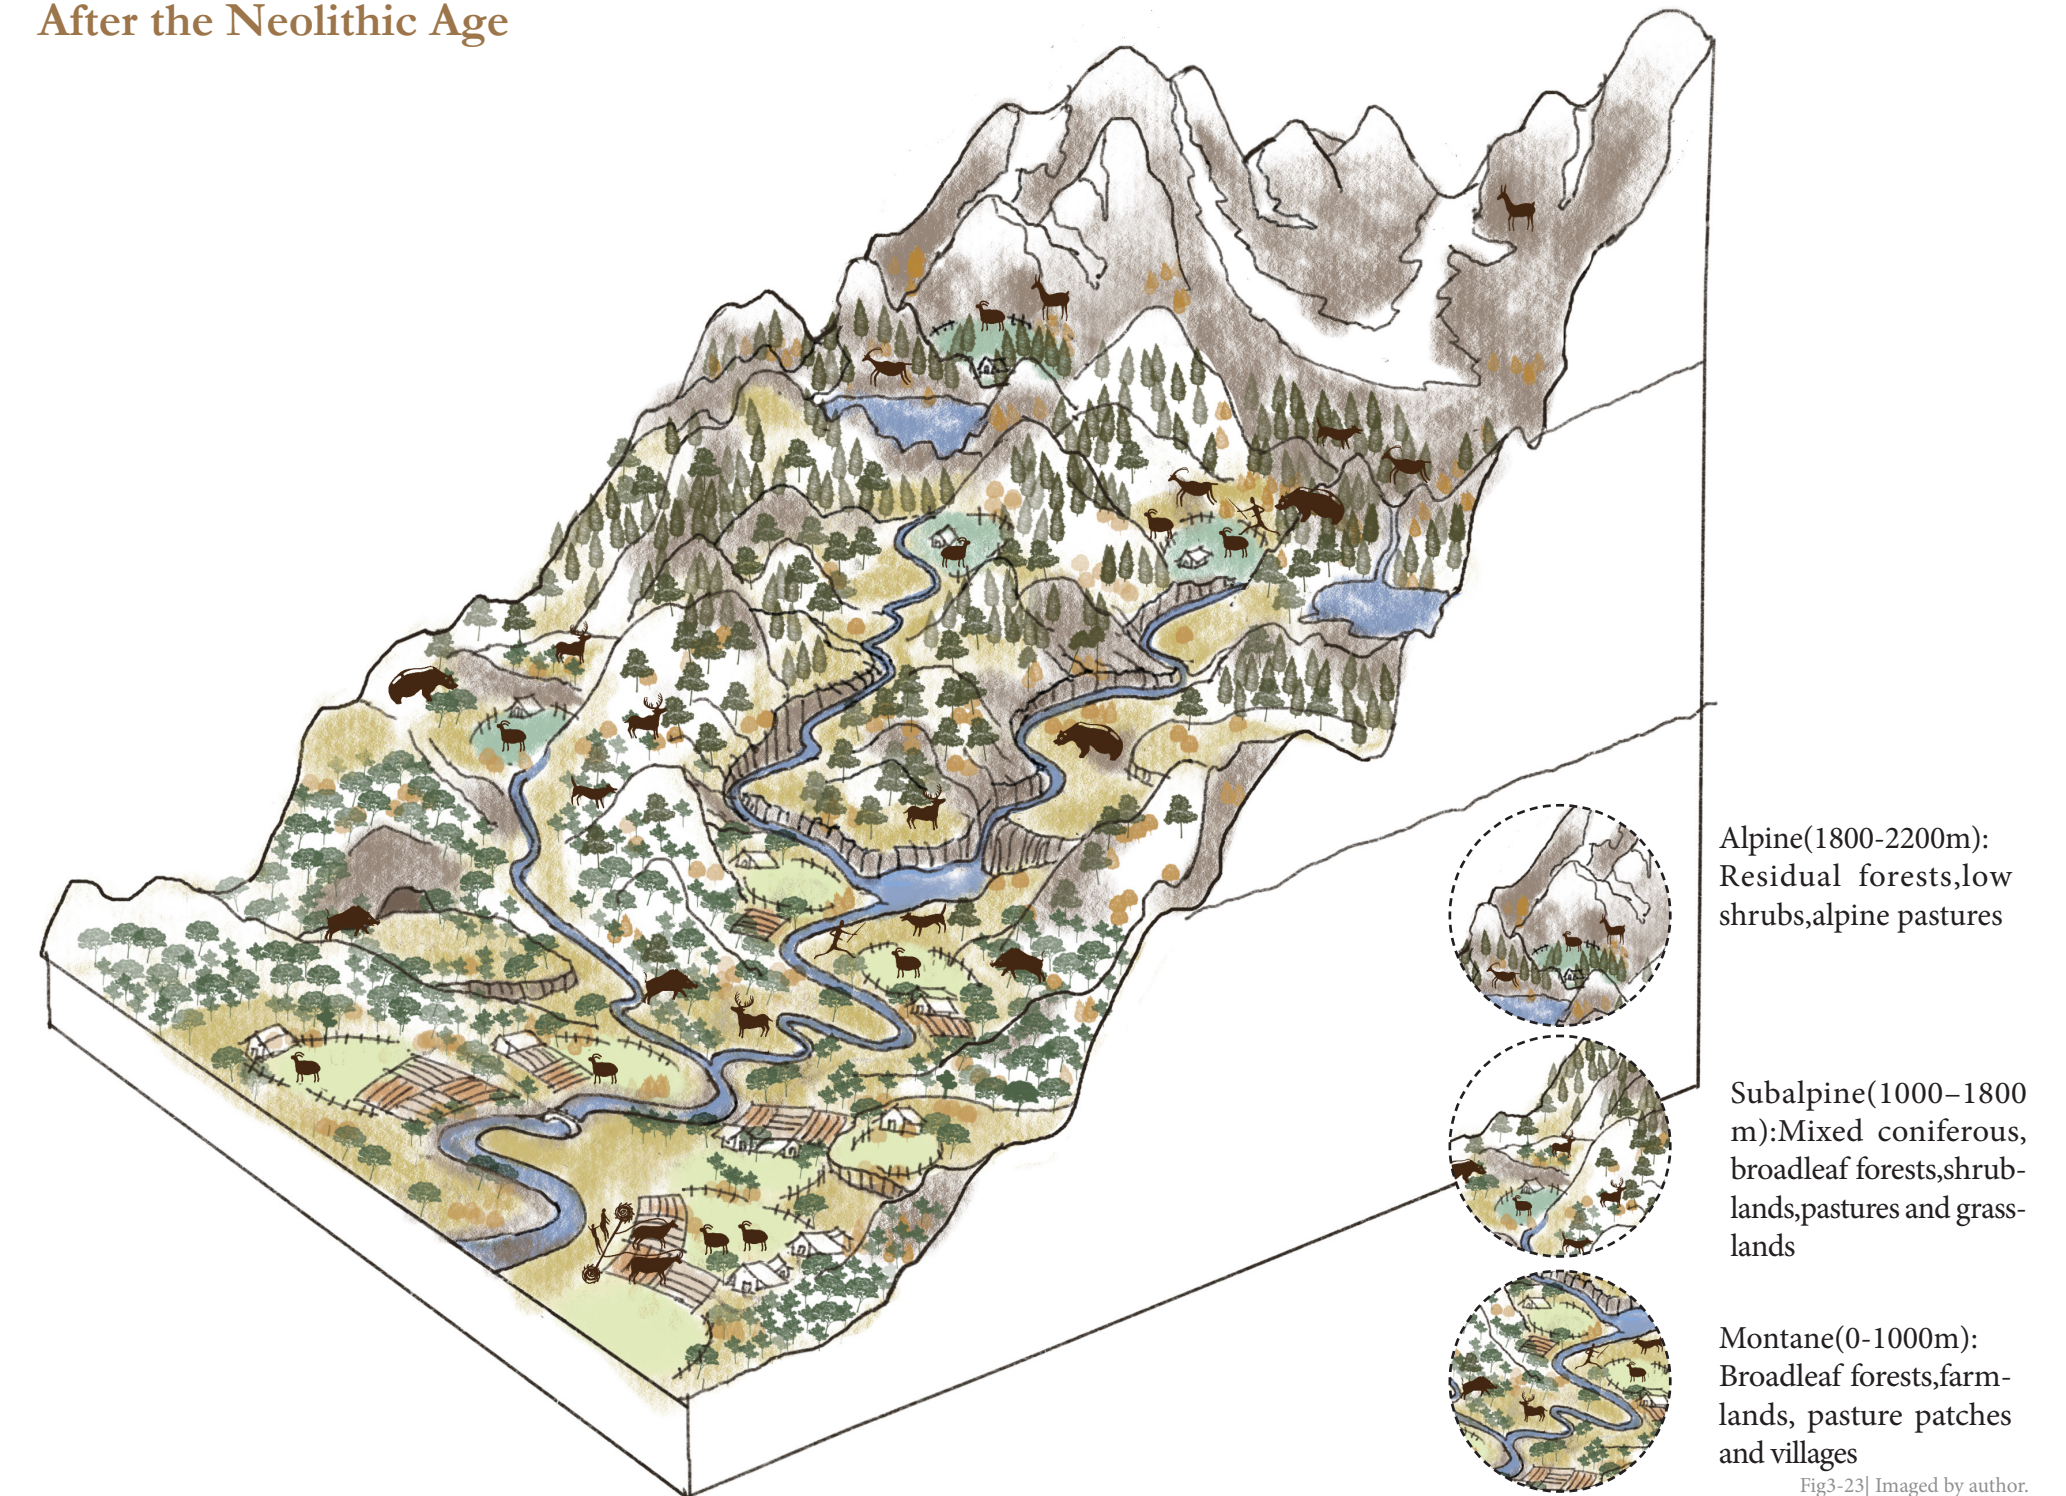 After the Neolithic Age
Alpine(1800-2200m):
Residual forests,low
shrubs,alpine pastures
Subalpine(1000–1800
m):Mixed coniferous,
broadleaf forests,shrub-
lands,pastures and grass-
lands
Montane(0-1000m):
Broadleaf forests,farm-
lands, pasture patches
and villages
Fig3-23| Imaged by author.